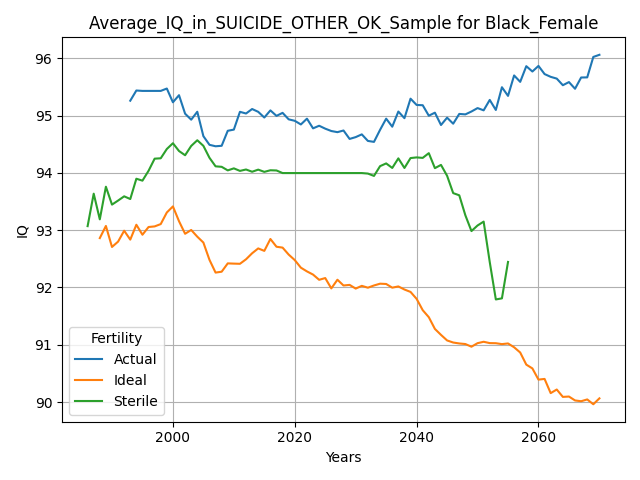 Average_IQ_in_SUICIDE_OTHER_OK_Sample for Black_Female
96
95
94
93
92
91
90
IQ
Fertility
Actual
Ideal
Sterile
2000 2020 2040 2060
Years